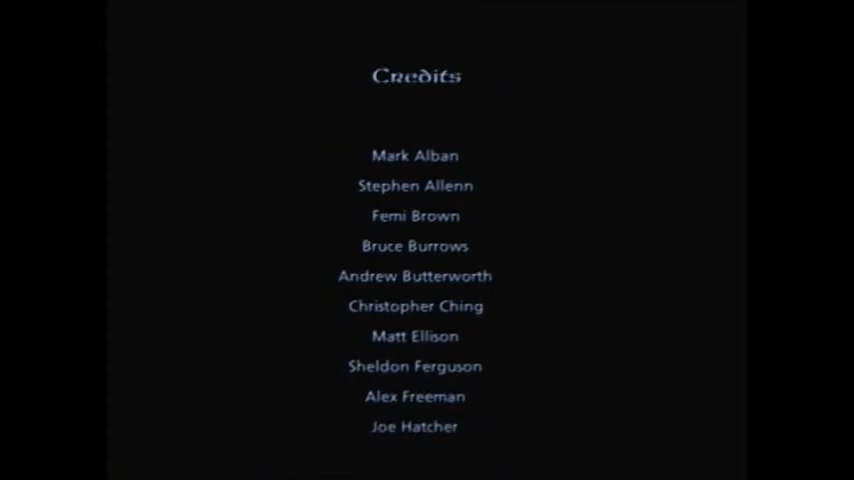 Credits
Mark Alban
Stephen Allenn
Femi Brown
Bruce Burrows
Andrew Butterworth
Christopher Ching
Matt Ellison
Sheldon Ferguson
Alex Freeman
Joe Hatcher